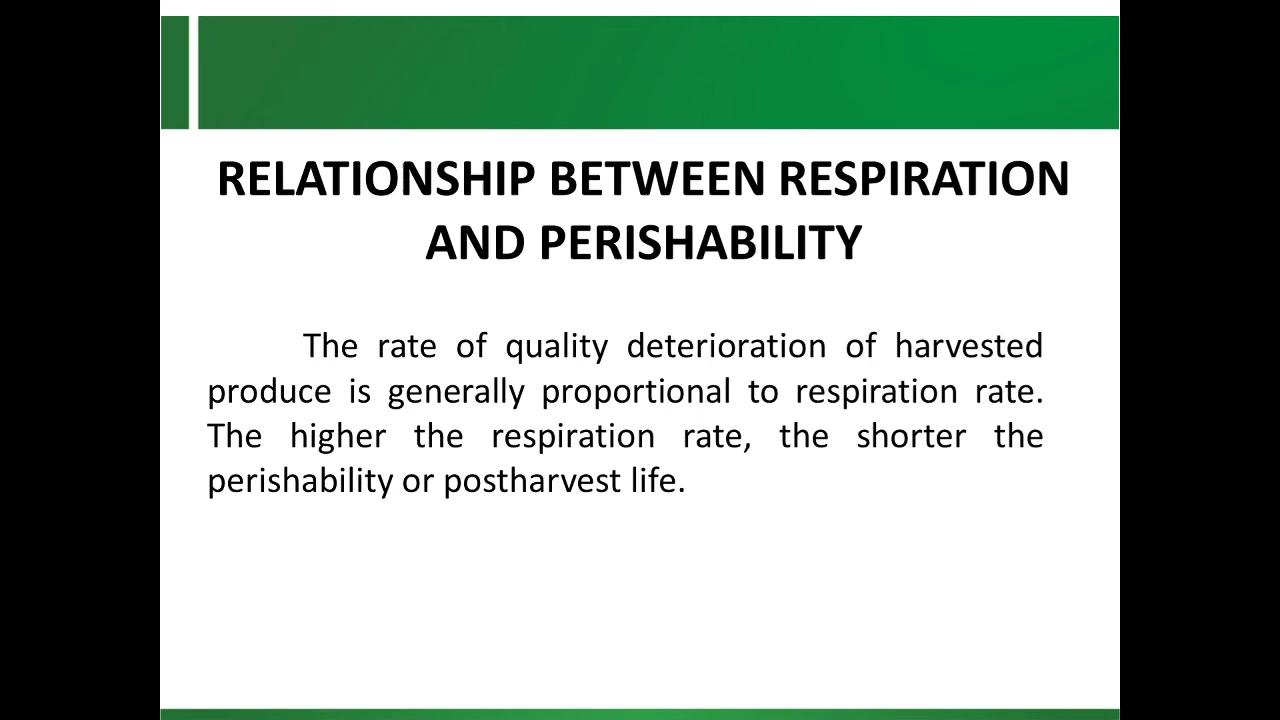 RELATIONSHIP BETWEEN RESPIRATION
AND PERISHABILITY
The rate of quality deterioration of harvested
produce is generally proportional to respiration rate.
The higher the respiration rate, the shorter the
perishability or postharvest life.